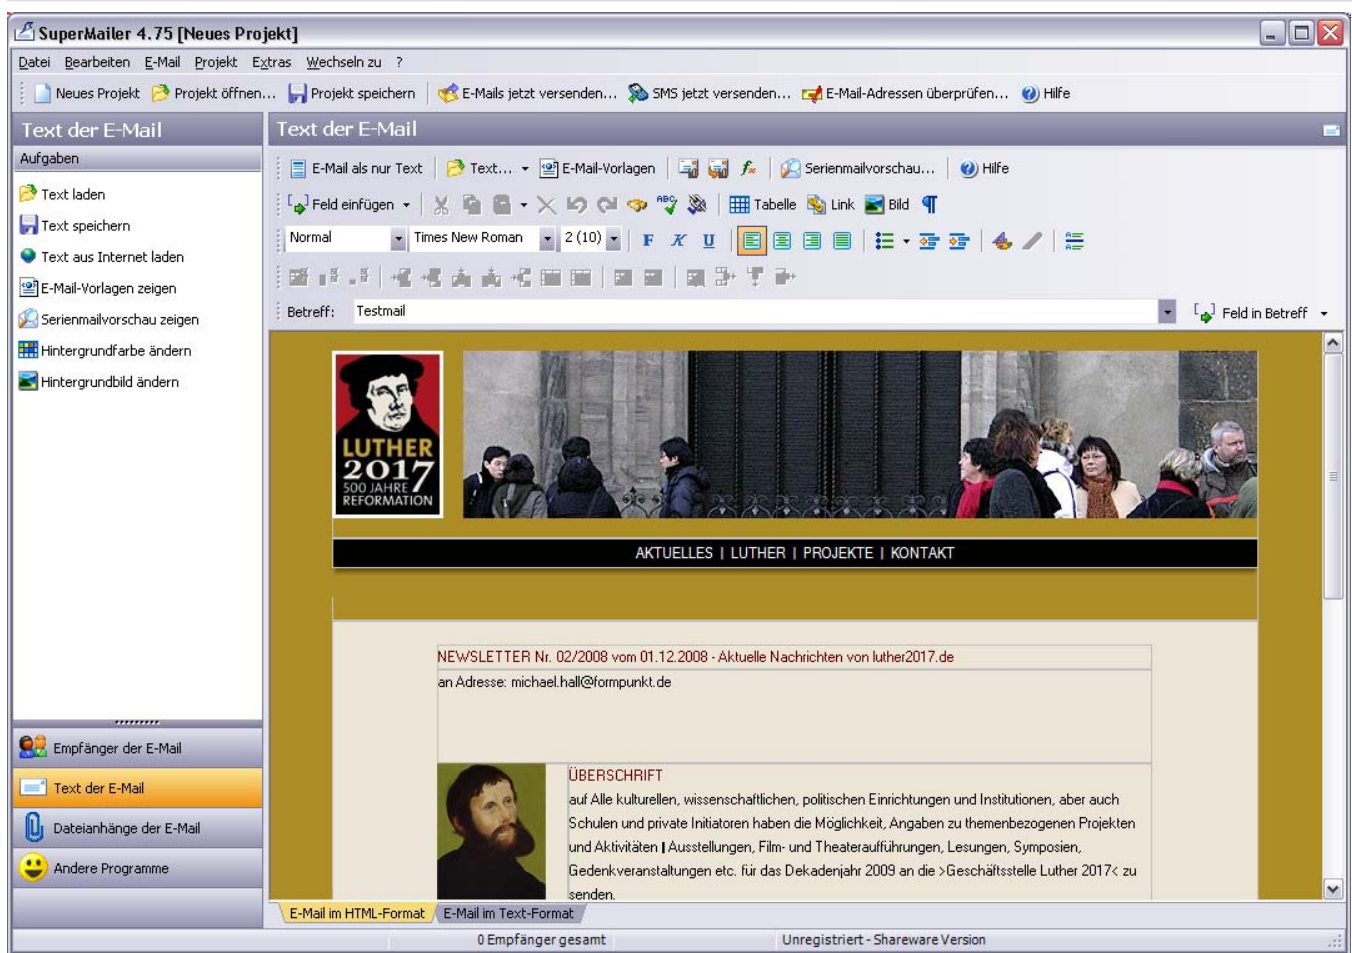 SuperMailer 4.75 [Neues Projekt]
Datei Bearbeiten E-Mail Projekt Extras Wechseln zu ?
Neues Projekt Projekt öffnen... Projekt speichern E-Mails jetzt versenden... SMS jetzt versenden... E-Mail-Adressen überprüfen... Hilfe
Text der E-Mail
Aufgaben
Text laden
Text speichern
Text aus Internet laden
E-Mail-Vorlagen zeigen
Serienmailvorschau zeigen
Hintergrundfarbe ändern
Hintergrundbild ändern
Empfänger der E-Mail
Text der E-Mail
Dateianhänge der E-Mail
Andere Programme
Text der E-Mail
E-Mail als nur Text Text... E-Mail-Vorlagen fx Serienmailvorschau... Hilfe
Feld einfügen ABC Tabelle Link Bild ¶
Normal Times New Roman 2 (10) F K U
Betreff: Testmail Feld in Betreff
LUTHER
2017
500 JAHRE
REFORMATION
AKTUELLES | LUTHER | PROJEKTE | KONTAKT
NEWSLETTER Nr. 02/2008 vom 01.12.2008 - Aktuelle Nachrichten von luther2017.de
an Adresse: michael.hall@formpunkt.de
ÜBERSCHRIFT
auf Alle kulturellen, wissenschaftlichen, politischen Einrichtungen und Institutionen, aber auch
Schulen und private Initiatoren haben die Möglichkeit, Angaben zu themenbezogenen Projekten
und Aktivitäten | Ausstellungen, Film- und Theateraufführungen, Lesungen, Symposien,
Gedenkveranstaltungen etc. für das Dekadenjahr 2009 an die >Geschäftsstelle Luther 2017< zu
senden.
E-Mail im HTML-Format E-Mail im Text-Format
0 Empfänger gesamt Unregistriert - Shareware Version